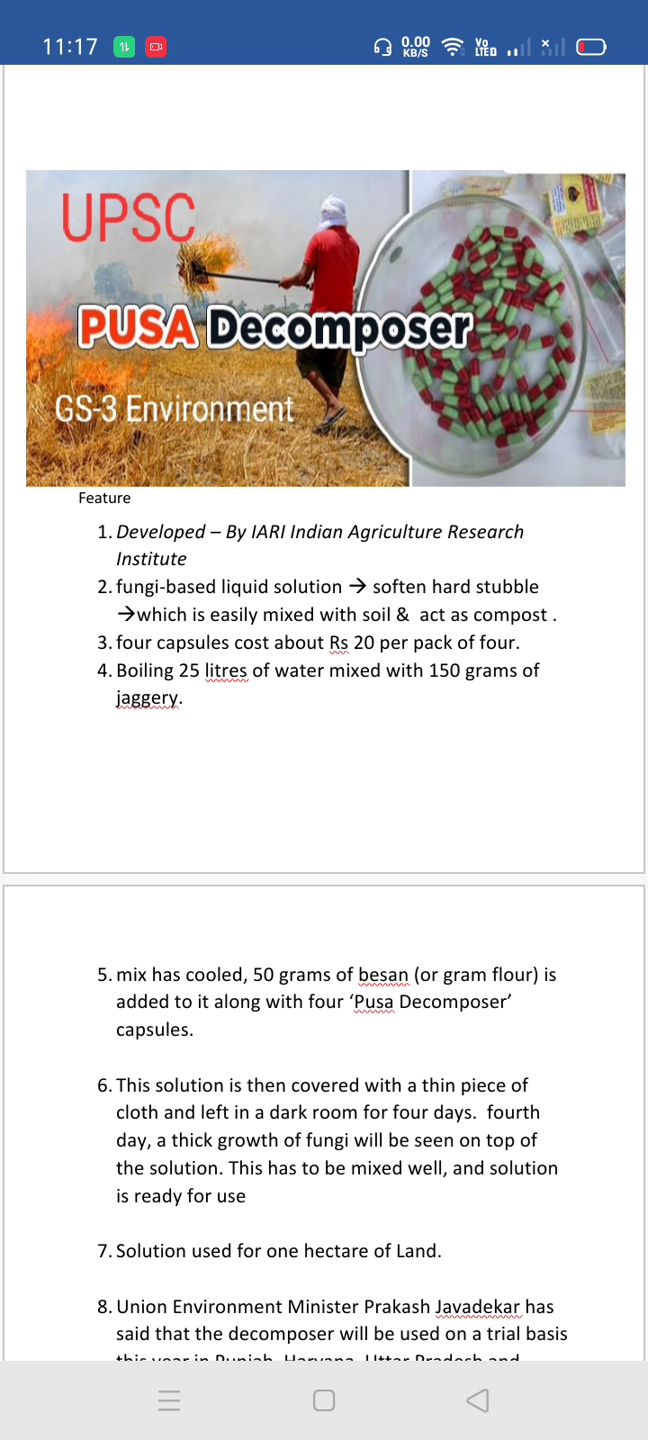 11:17
0.00
KB/S
Vo
LTED
x
UPSC
PUSA Decomposer
GS-3 Environment
Feature
1. Developed – By IARI Indian Agriculture Research
Institute
2. fungi-based liquid solution → soften hard stubble
→which is easily mixed with soil & act as compost .
3. four capsules cost about Rs 20 per pack of four.
4. Boiling 25 litres of water mixed with 150 grams of
jaggery.
5. mix has cooled, 50 grams of besan (or gram flour) is
added to it along with four ‘Pusa Decomposer’
capsules.
6. This solution is then covered with a thin piece of
cloth and left in a dark room for four days. fourth
day, a thick growth of fungi will be seen on top of
the solution. This has to be mixed well, and solution
is ready for use
7. Solution used for one hectare of Land.
8. Union Environment Minister Prakash Javadekar has
said that the decomposer will be used on a trial basis
this year in Punjab, Haryana, Uttar Pradesh and